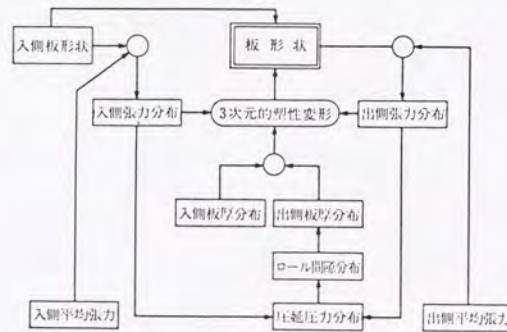 入側板形状
板形状
入側張力分布
3次元的塑性変形
出側張力分布
入側板厚分布
出側板厚分布
ロール間隙分布
入側平均張力
圧延圧力分布
出側平均張力